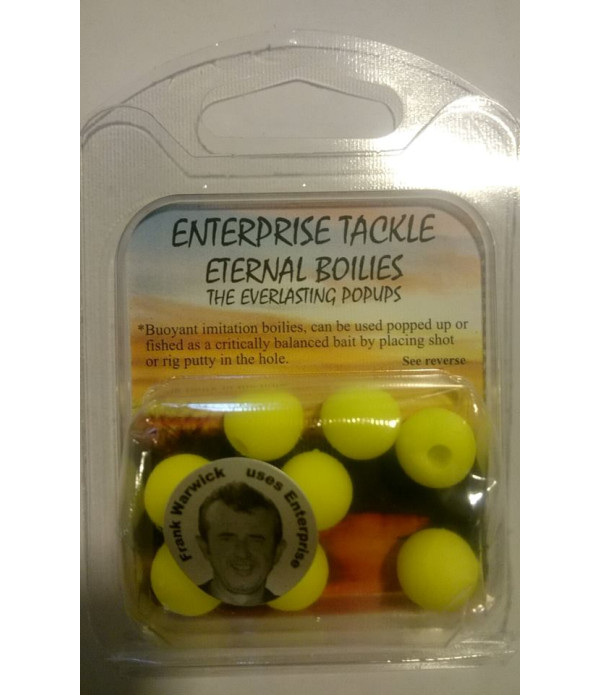 ENTERPRISE TACKLE
ETERNAL BOILIES
THE EVERLASTING POPUPS
*Buoyant imitation boilies, can be used popped up or
fished as a critically balanced bait by placing shot
or rig putty in the hole.
See reverse
Frank Warwick uses Enterprise